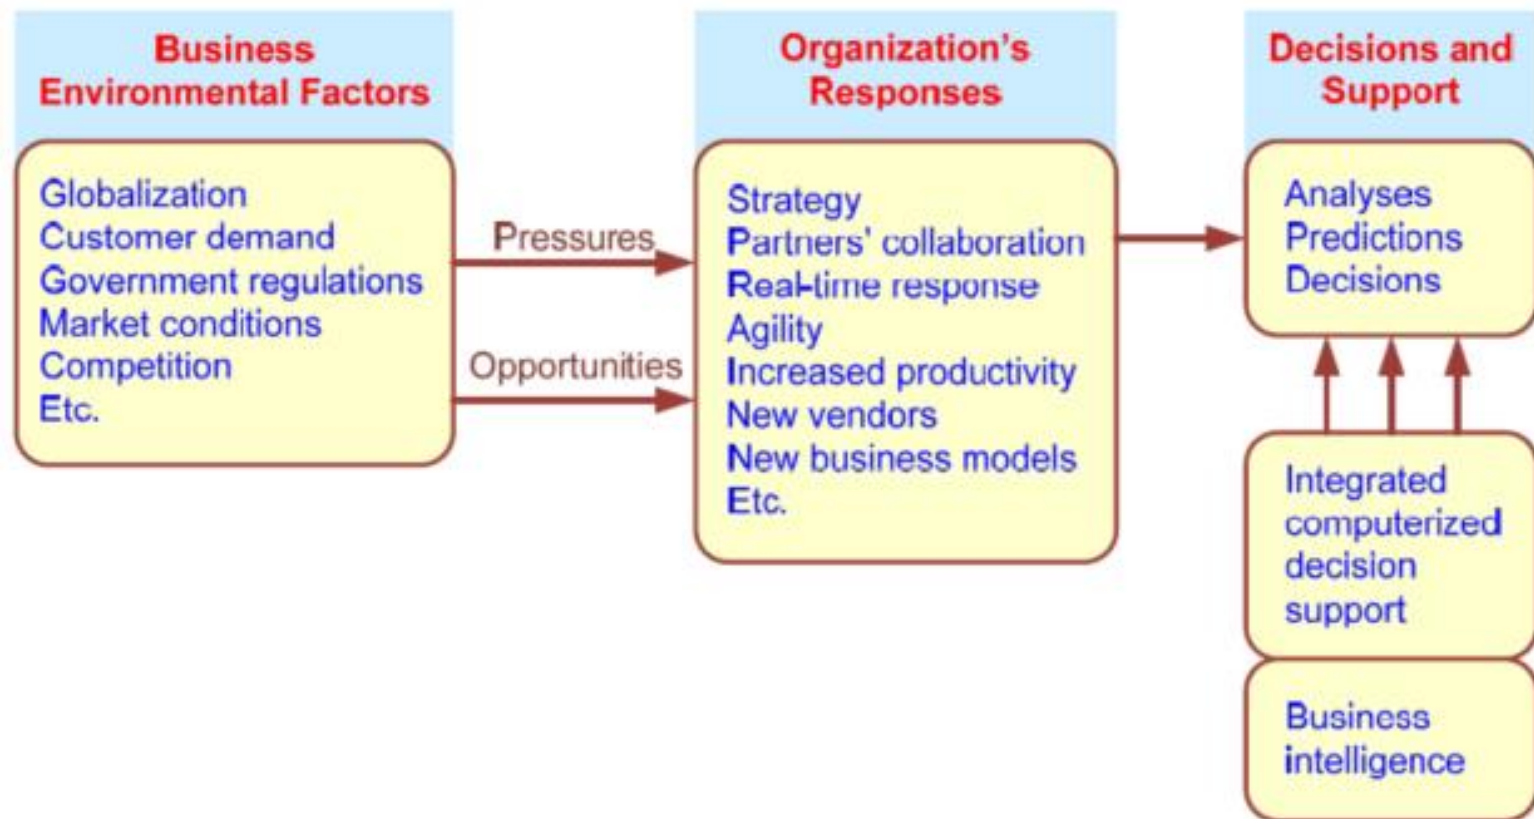 Business
Environmental Factors
Globalization
Customer demand
Government regulations
Market conditions
Competition
Etc.
Pressures
Opportunities
Organization's
Responses
Strategy
Partners' collaboration
Real-time response
Agility
Increased productivity
New vendors
New business models
Etc.
Decisions and
Support
Analyses
Predictions
Decisions
Integrated
computerized
decision
support
Business
intelligence